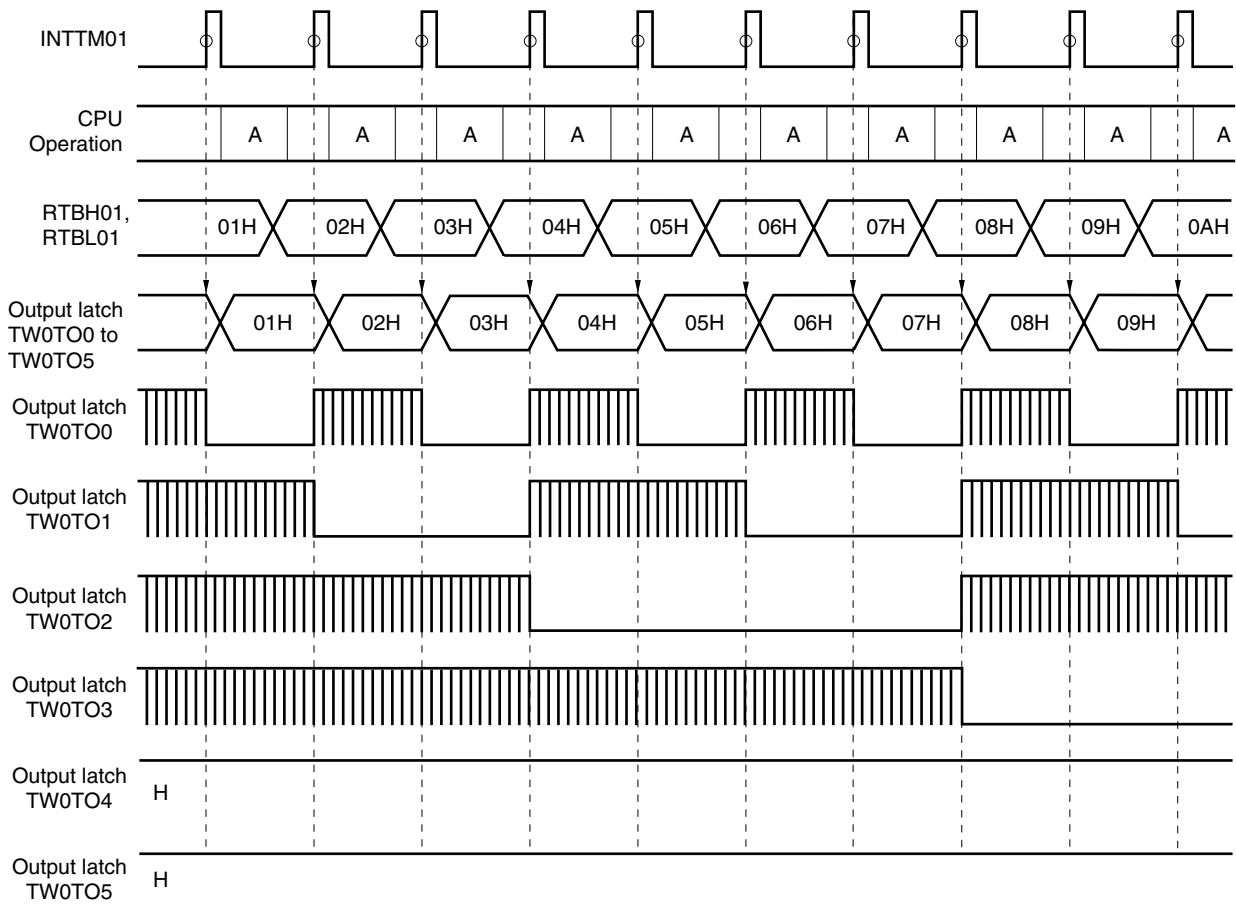 INTTM01
CPU
Operation
A A A A A A A A A A
RTBH01,
RTBL01
01H 02H 03H 04H 05H 06H 07H 08H 09H 0AH
Output latch
TW0TO0 to
TW0TO5
01H 02H 03H 04H 05H 06H 07H 08H 09H
Output latch
TW0TO0
Output latch
TW0TO1
Output latch
TW0TO2
Output latch
TW0TO3
Output latch
TW0TO4
H
Output latch
TW0TO5
H